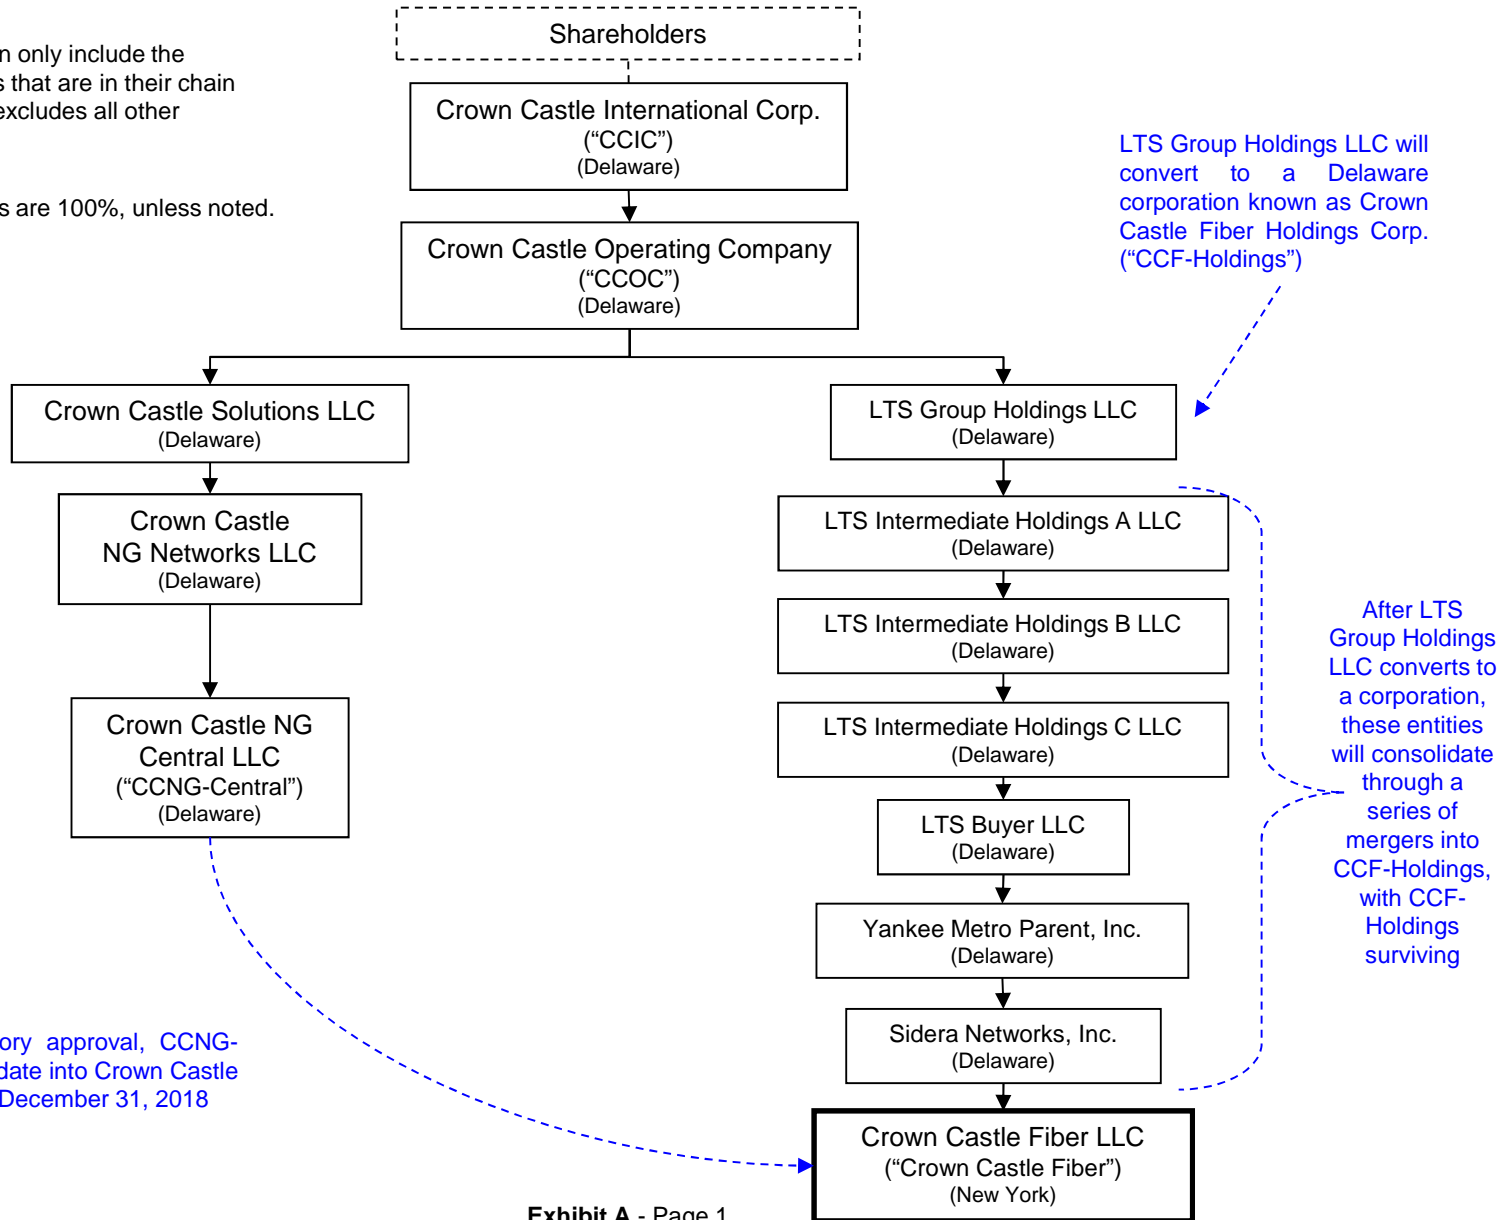 Shareholders
n only include the
s that are in their chain
excludes all other
s are 100%, unless noted.
Crown Castle International Corp.
(“CCIC”)
(Delaware)
Crown Castle Operating Company
(“CCOC”)
(Delaware)
LTS Group Holdings LLC will
convert to a Delaware
corporation known as Crown
Castle Fiber Holdings Corp.
(“CCF-Holdings”)
Crown Castle Solutions LLC
(Delaware)
Crown Castle
NG Networks LLC
(Delaware)
Crown Castle NG
Central LLC
(“CCNG-Central”)
(Delaware)
LTS Group Holdings LLC
(Delaware)
LTS Intermediate Holdings A LLC
(Delaware)
LTS Intermediate Holdings B LLC
(Delaware)
LTS Intermediate Holdings C LLC
(Delaware)
LTS Buyer LLC
(Delaware)
Yankee Metro Parent, Inc.
(Delaware)
Sidera Networks, Inc.
(Delaware)
Crown Castle Fiber LLC
(“Crown Castle Fiber”)
(New York)
After LTS
Group Holdings
LLC converts to
a corporation,
these entities
will consolidate
through a
series of
mergers into
CCF-Holdings,
with CCF-
Holdings
surviving
ory approval, CCNG-
date into Crown Castle
December 31, 2018
Exhibit A - Page 1